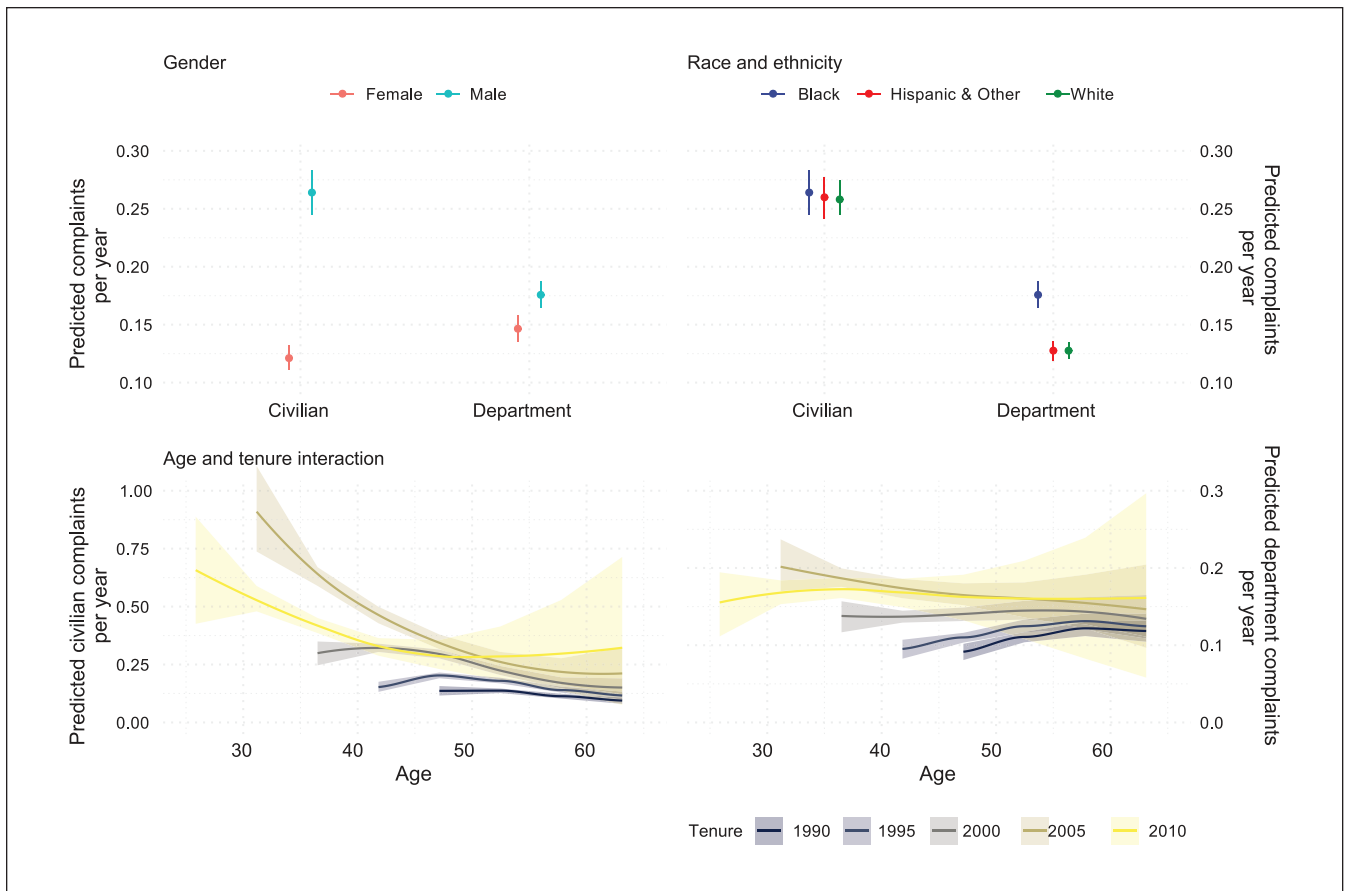 Gender
Female Male
Predicted complaints
per year
0.30
0.25
0.20
0.15
0.10
Civilian Department
Race and ethnicity
Black Hispanic & Other White
0.30
0.25
0.20
0.15
0.10
Predicted complaints
per year
Civilian Department
Age and tenure interaction
Predicted civilian complaints
per year
1.00
0.75
0.50
0.25
0.00
30 40 50 60
Age
0.3
0.2
0.1
0.0
Predicted department complaints
per year
30 40 50 60
Age
Tenure 1990 1995 2000 2005 2010